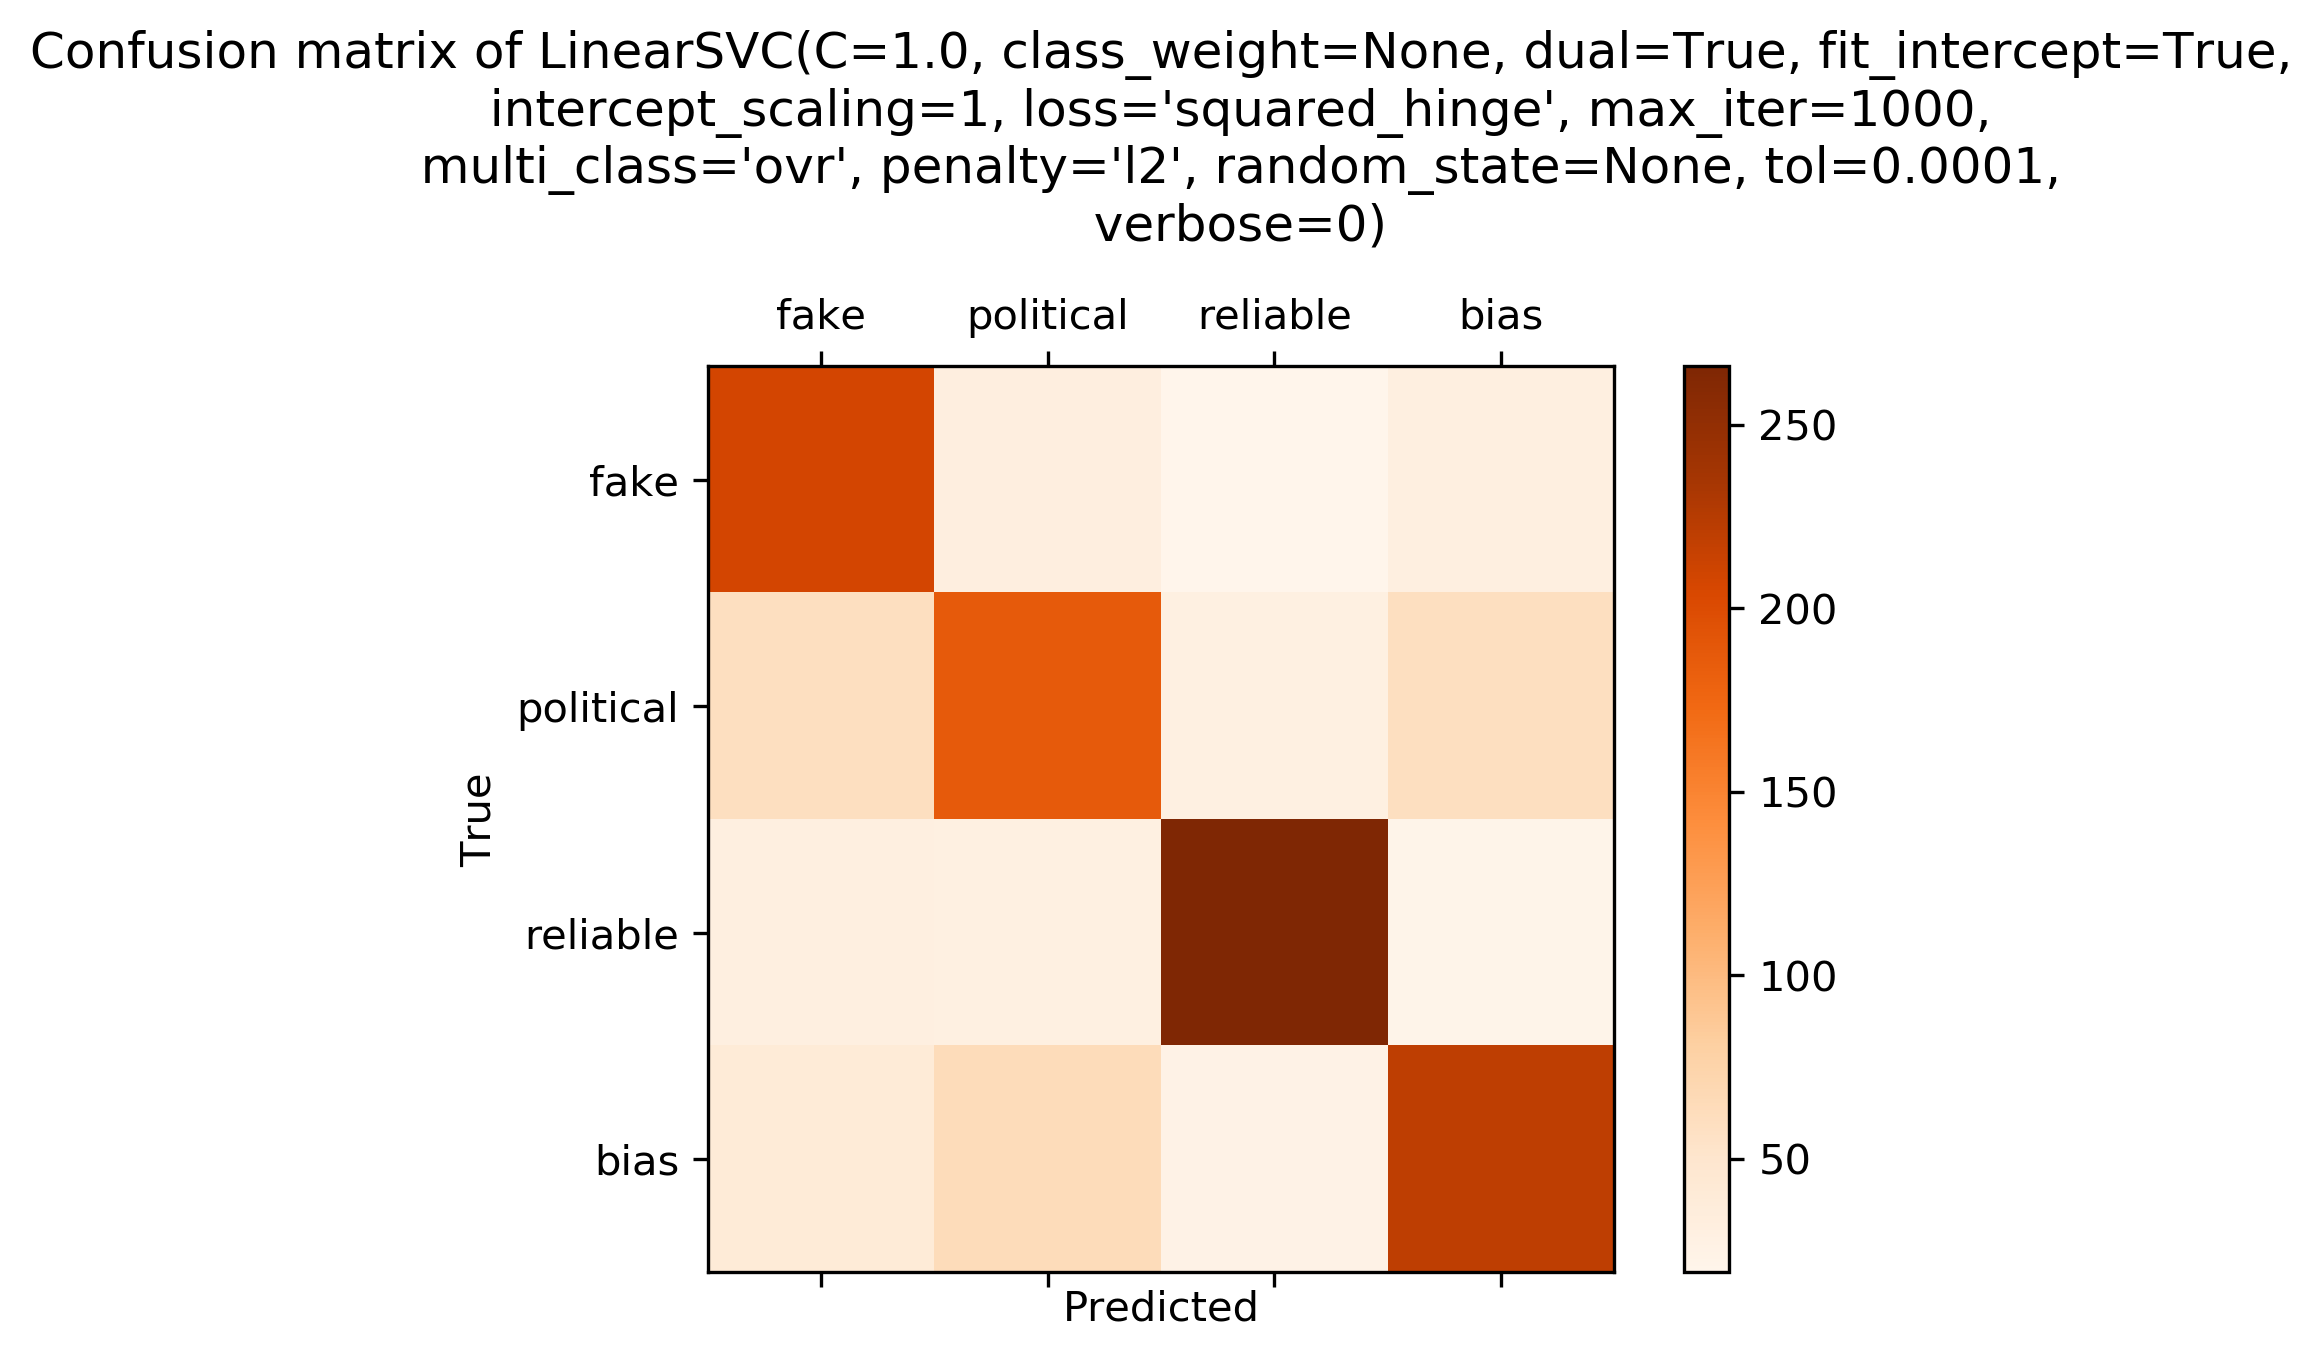 Confusion matrix of LinearSVC(C=1.0, class_weight=None, dual=True, fit_intercept=True,
intercept_scaling=1, loss='squared_hinge', max_iter=1000,
multi_class='ovr', penalty='l2', random_state=None, tol=0.0001,
verbose=0)
fake political reliable bias
fake
political
reliable
bias
True
Predicted
250
200
150
100
50